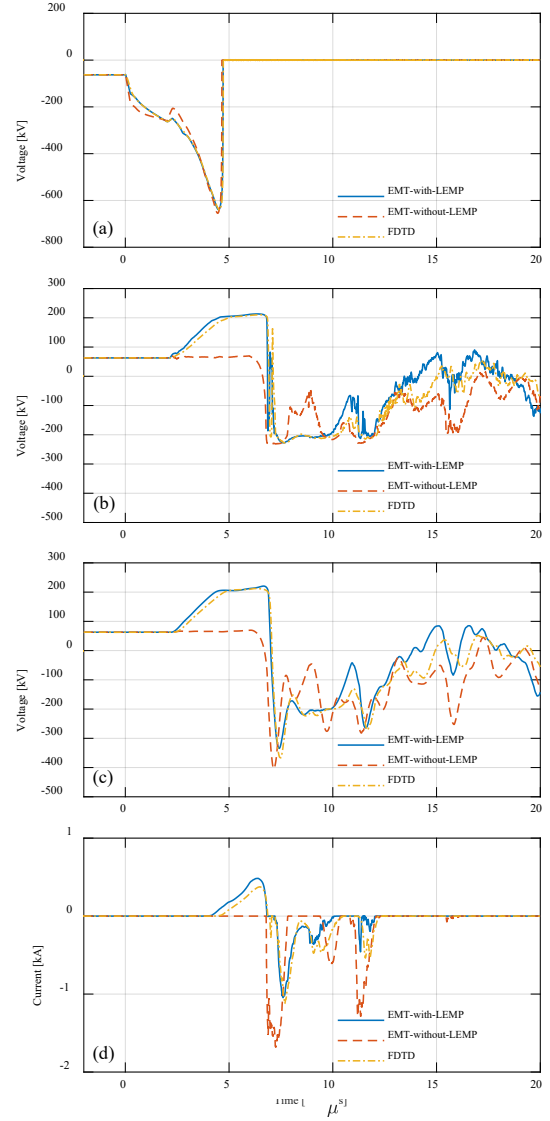 0
-200
-400
-600
-800
Voltage [kV]
EMT-with-LEMP
EMT-without-LEMP
FDTD
(a)
0 5 10 15 20
300
200
100
0
-100
-200
-300
-400
-500
Voltage [kV]
EMT-with-LEMP
EMT-without-LEMP
FDTD
(b)
0 5 10 15 20
300
200
100
0
-100
-200
-300
-400
-500
Voltage [kV]
EMT-with-LEMP
EMT-without-LEMP
FDTD
(c)
0 5 10 15 20
1
0
-1
-2
Current [kA]
EMT-with-LEMP
EMT-without-LEMP
FDTD
(d)
0 5 10 15 20
Time [ μs]